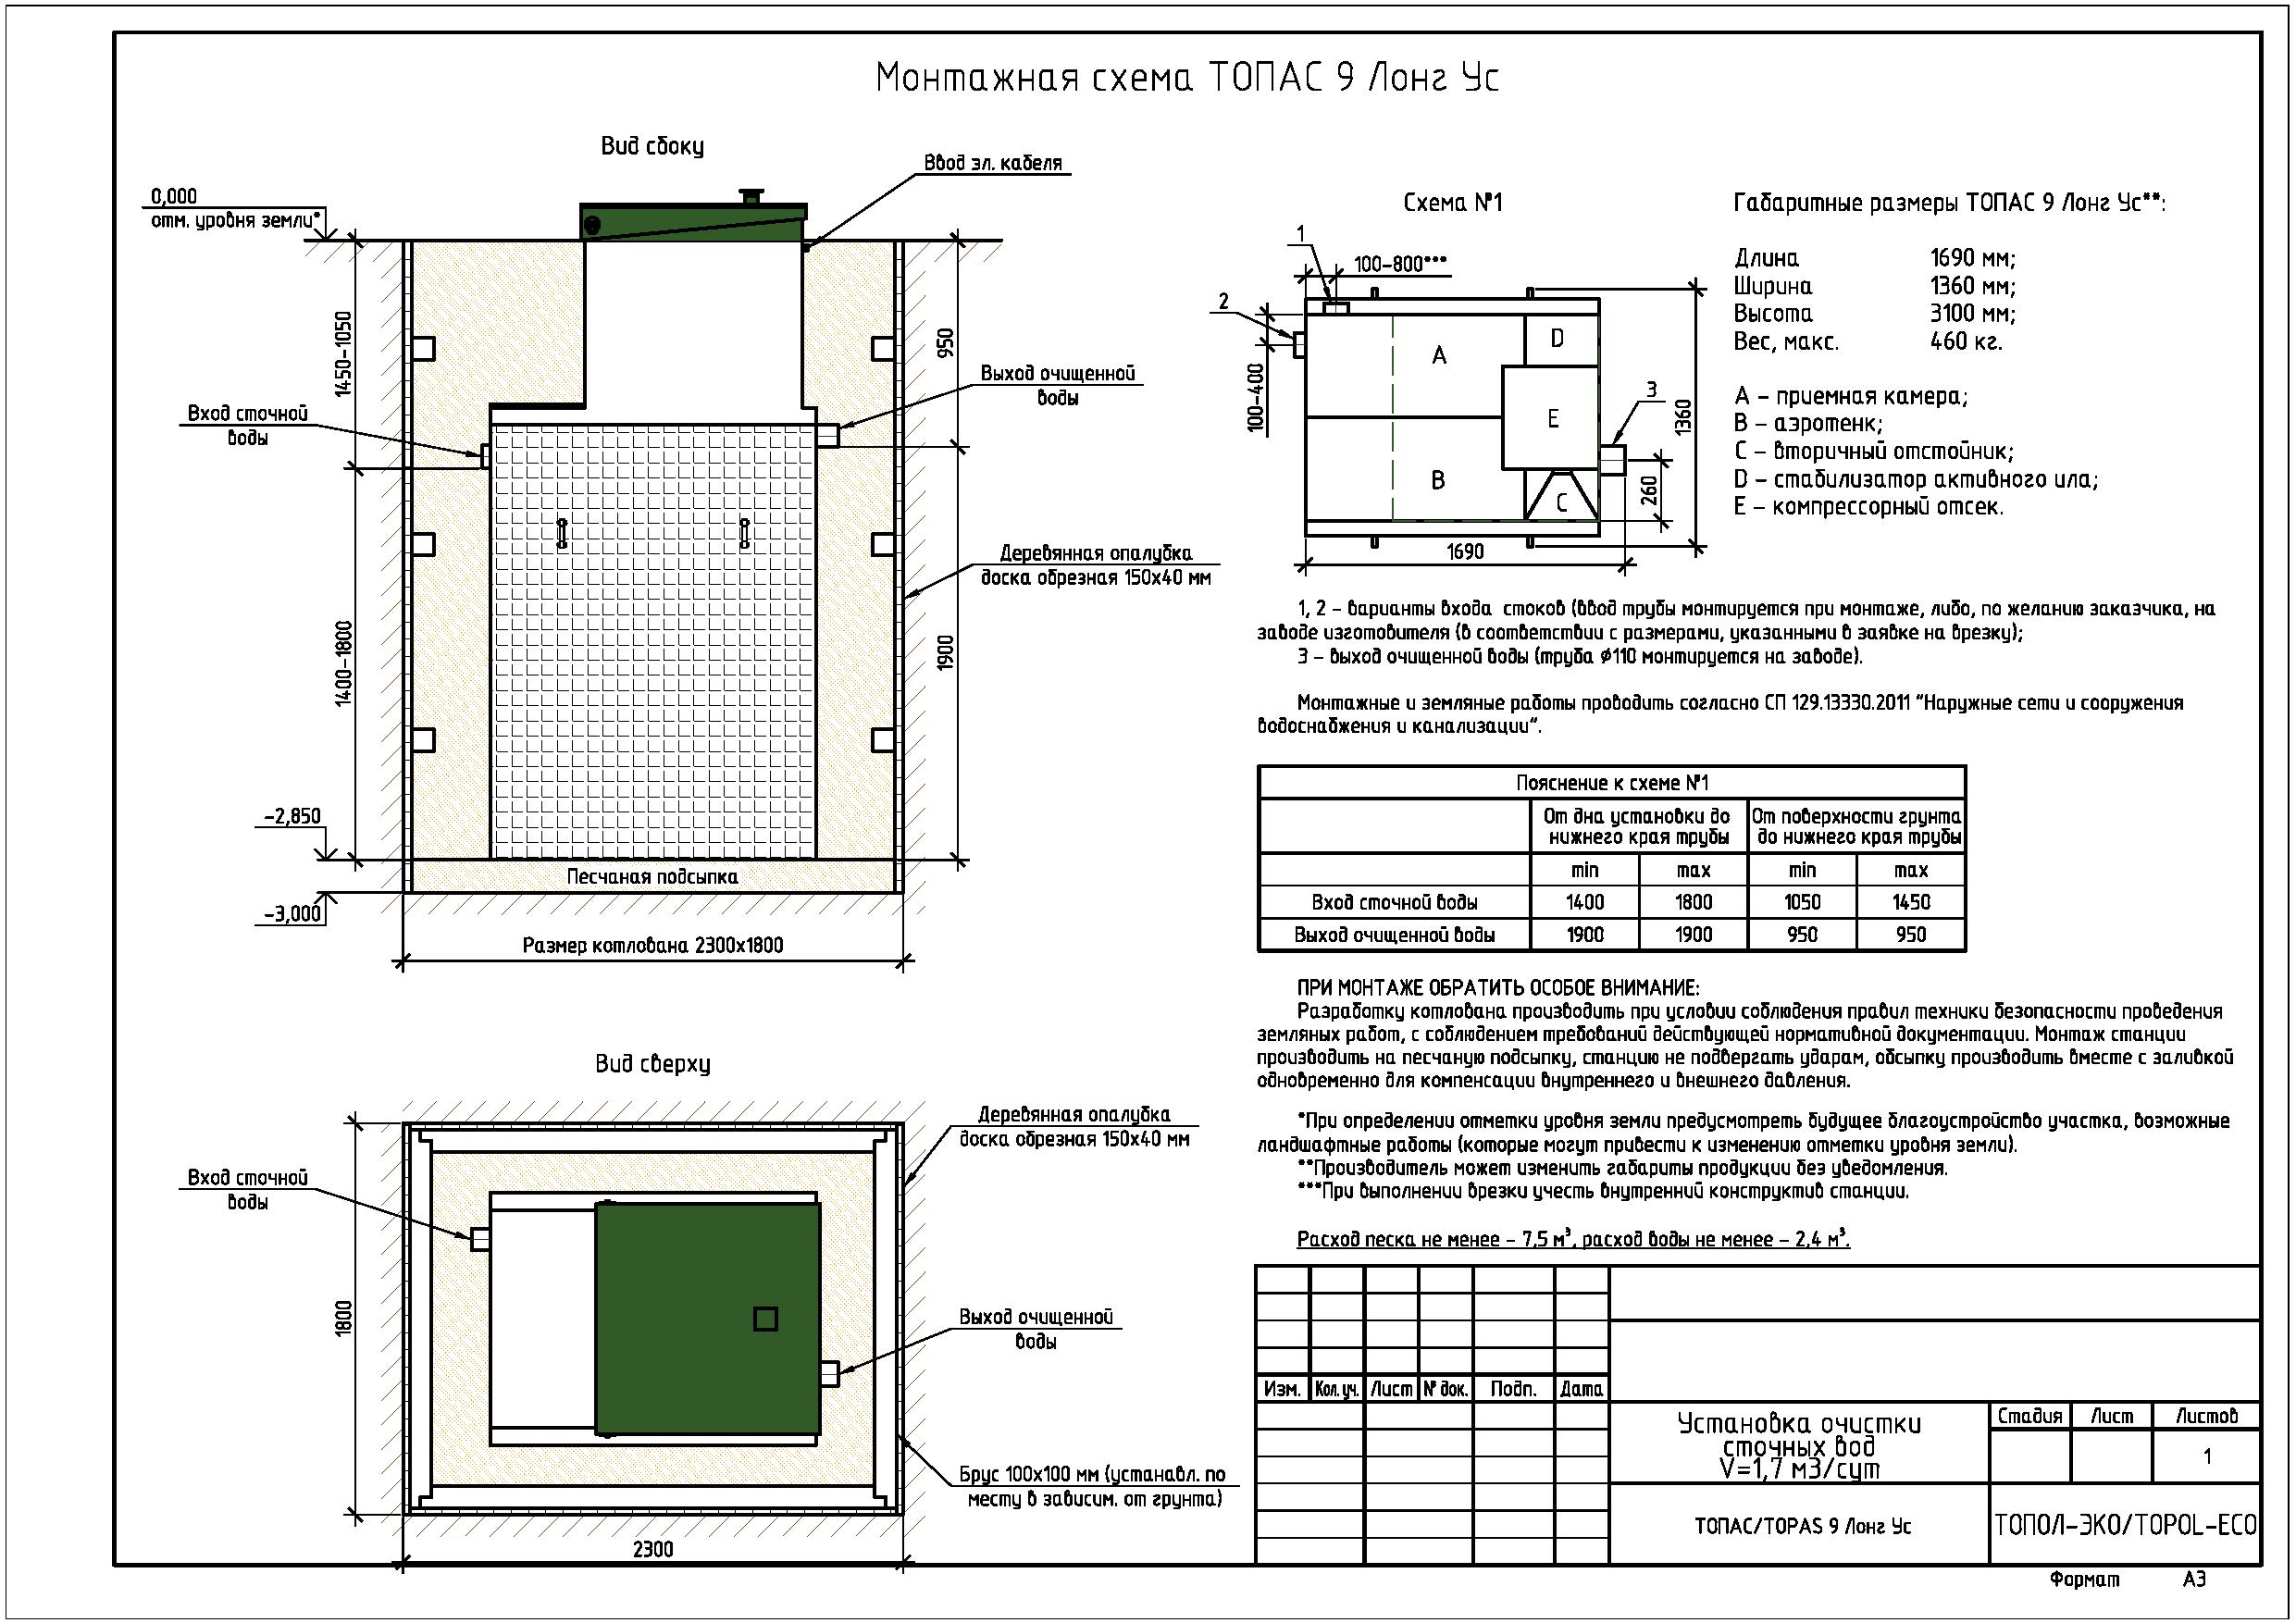 Монтажная схема ТОПАС 9 Лонг Ус
Вид сбоку
Ввод эл. кабеля
0,000
отм. уровня земли*
1450-1050
950
Вход сточной
воды
Выход очищенной
воды
Деревянная опалубка
доска обрезная 150х40 мм
1400-1800
1900
-2,850
Песчаная подсыпка
-3,000
Размер котлована 2300х1800
Вид сверху
Деревянная опалубка
доска обрезная 150х40 мм
Вход сточной
воды
1800
Выход очищенной
воды
Брус 100х100 мм (устанавл. по
месту в зависим. от грунта)
2300
Схема №1
1
100-800***
2
100-400
A
D
E
B
C
3
1360
260
1690
Габаритные размеры ТОПАС 9 Лонг Ус**:
Длина 1690 мм;
Ширина 1360 мм;
Высота 3100 мм;
Вес, макс. 460 кг.
A - приемная камера;
B - аэротенк;
C - вторичный отстойник;
D - стабилизатор активного ила;
E - компрессорный отсек.
1, 2 - варианты входа стоков (ввод трубы монтируется при монтаже, либо, по желанию заказчика, на
заводе изготовителя (в соответствии с размерами, указанными в заявке на врезку);
3 - выход очищенной воды (труба ϕ110 монтируется на заводе).
Монтажные и земляные работы проводить согласно СП 129.13330.2011 "Наружные сети и сооружения
водоснабжения и канализации".
Пояснение к схеме №1
От дна установки до
нижнего края трубы
От поверхности грунта
до нижнего края трубы
min max min max
Вход сточной воды 1400 1800 1050 1450
Выход очищенной воды 1900 1900 950 950
ПРИ МОНТАЖЕ ОБРАТИТЬ ОСОБОЕ ВНИМАНИЕ:
Разработку котлована производить при условии соблюдения правил техники безопасности проведения
земляных работ, с соблюдением требований действующей нормативной документации. Монтаж станции
производить на песчаную подсыпку, станцию не подвергать ударам, обсыпку производить вместе с заливкой
одновременно для компенсации внутреннего и внешнего давления.
*При определении отметки уровня земли предусмотреть будущее благоустройство участка, возможные
ландшафтные работы (которые могут привести к изменению отметки уровня земли).
**Производитель может изменить габариты продукции без уведомления.
***При выполнении врезки учесть внутренний конструктив станции.
Расход песка не менее - 7,5 м³, расход воды не менее - 2,4 м³.
Изм. Кол. уч. Лист № док. Подп. Дата
Установка очистки
сточных вод
V=1,7 м3/сут
Стадия Лист Листов
1
ТОПАС/TOPAS 9 Лонг Ус
ТОПОЛ-ЭКО/TOPOL-ECO
Формат А3